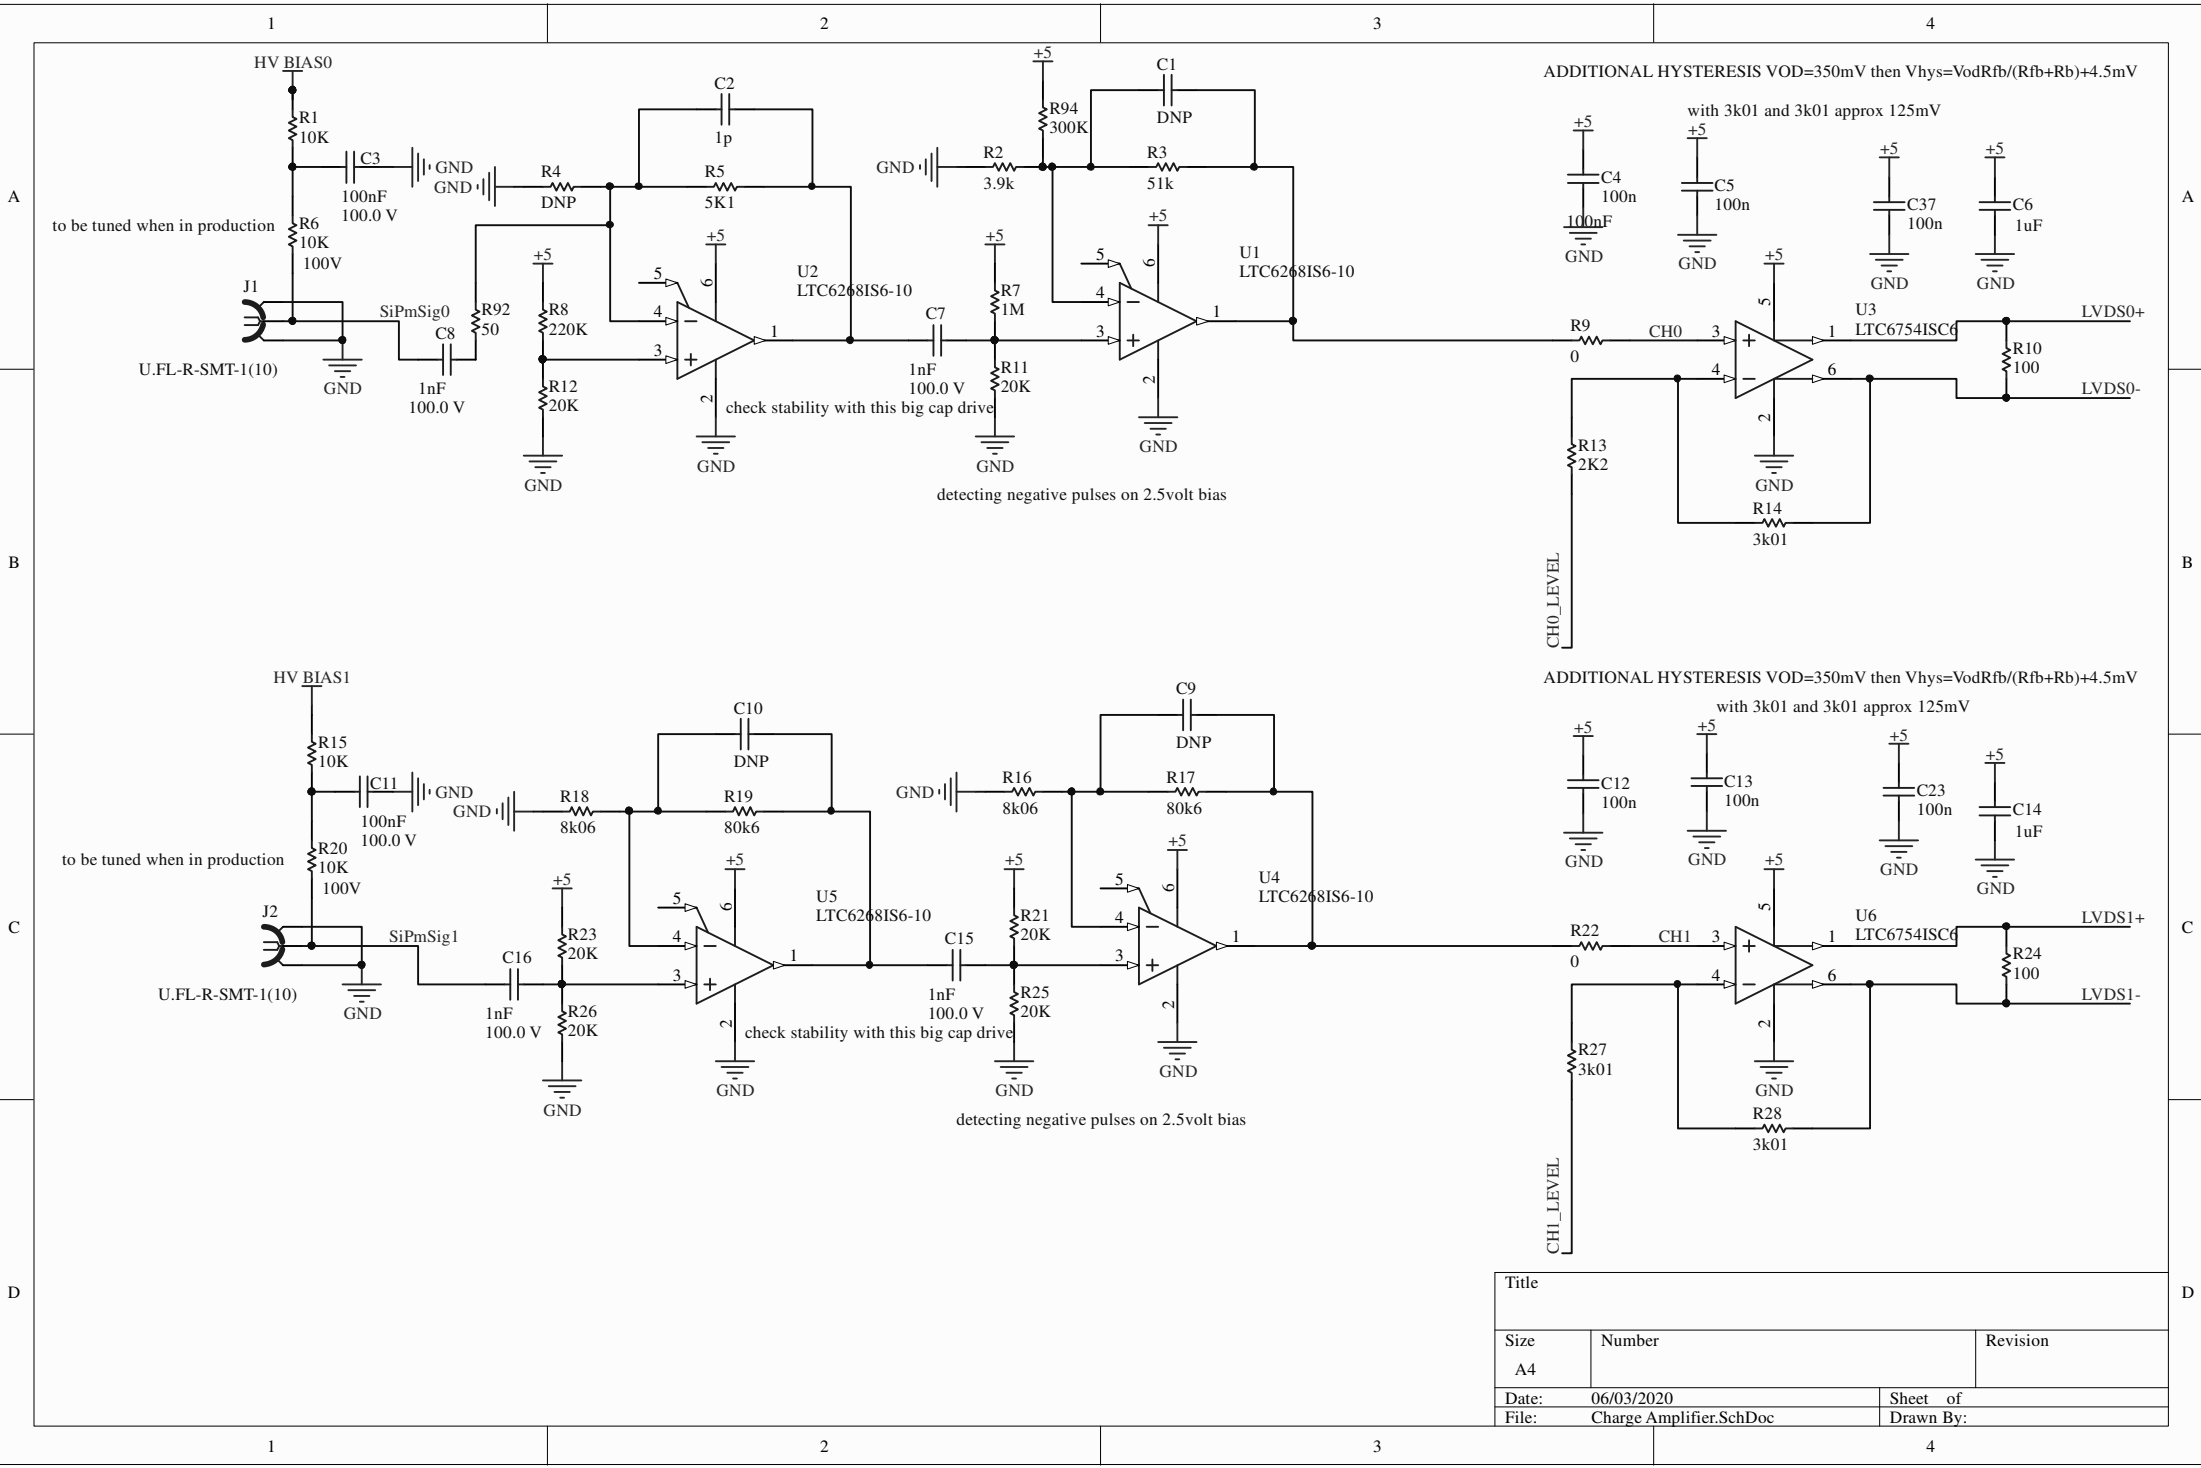 1 2 3 4
A A
B B
C C
D D
HV BIAS0
R1
10K
C3
100nF
100.0 V
GND
to be tuned when in production
R6
10K
100V
J1
U.FL-R-SMT-1(10)
GND
SiPmSig0
C8
1nF
100.0 V
R92
50
GND
R4
DNP
C2
1p
R5
5K1
+5
R8
220K
R12
20K
GND
+5
5
6
4
3
2
1
U2
LTC6268IS6-10
GND
check stability with this big cap drive
C7
1nF
100.0 V
+5
R7
1M
R11
20K
GND
GND
R2
3.9k
+5
R94
300K
C1
DNP
R3
51k
+5
5
6
4
3
2
1
U1
LTC6268IS6-10
GND
detecting negative pulses on 2.5volt bias
ADDITIONAL HYSTERESIS VOD=350mV then Vhys=VodRfb/(Rfb+Rb)+4.5mV
with 3k01 and 3k01 approx 125mV
+5
C4
100n
100nF
GND
+5
C5
100n
GND
+5
C37
100n
GND
+5
C6
1uF
GND
R9
0
CH0
+5
5
3
4
2
1
6
U3
LTC6754ISC6
GND
LVDS0+
R10
100
LVDS0-
R13
2K2
R14
3k01
CH0_LEVEL
HV BIAS1
R15
10K
C11
100nF
100.0 V
GND
to be tuned when in production
R20
10K
100V
J2
U.FL-R-SMT-1(10)
GND
SiPmSig1
C16
1nF
100.0 V
GND
R18
8k06
C10
DNP
R19
80k6
+5
R23
20K
R26
20K
GND
+5
5
6
4
3
2
1
U5
LTC6268IS6-10
GND
check stability with this big cap drive
C15
1nF
100.0 V
+5
R21
20K
R25
20K
GND
GND
R16
8k06
C9
DNP
R17
80k6
+5
5
6
4
3
2
1
U4
LTC6268IS6-10
GND
detecting negative pulses on 2.5volt bias
ADDITIONAL HYSTERESIS VOD=350mV then Vhys=VodRfb/(Rfb+Rb)+4.5mV
with 3k01 and 3k01 approx 125mV
+5
C12
100n
GND
+5
C13
100n
GND
+5
C23
100n
GND
+5
C14
1uF
GND
R22
0
CH1
+5
5
3
4
2
1
6
U6
LTC6754ISC6
GND
LVDS1+
R24
100
LVDS1-
R27
3k01
R28
3k01
CH1_LEVEL
Title
Size Number Revision
A4
Date: 06/03/2020 Sheet of
File: Charge Amplifier.SchDoc Drawn By:
1 2 3 4